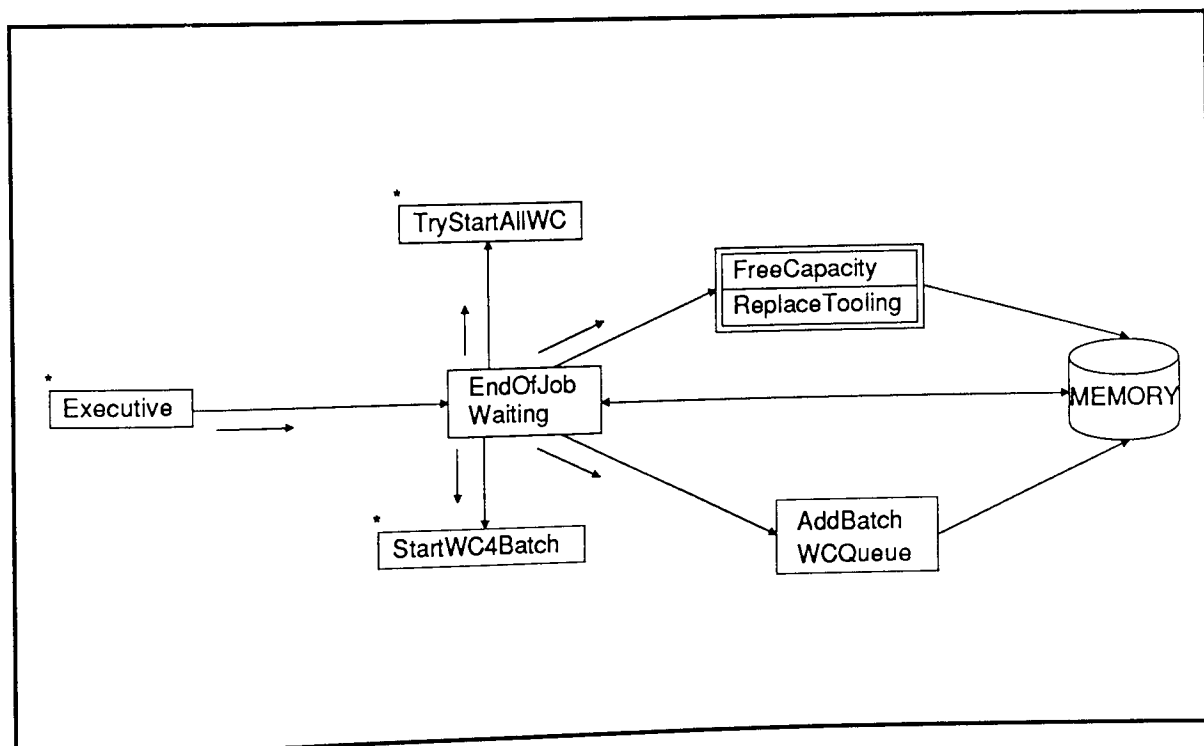 *
TryStartAllWC
FreeCapacity
ReplaceTooling
*
Executive
EndOfJob
Waiting
MEMORY
*
StartWC4Batch
AddBatch
WCQueue